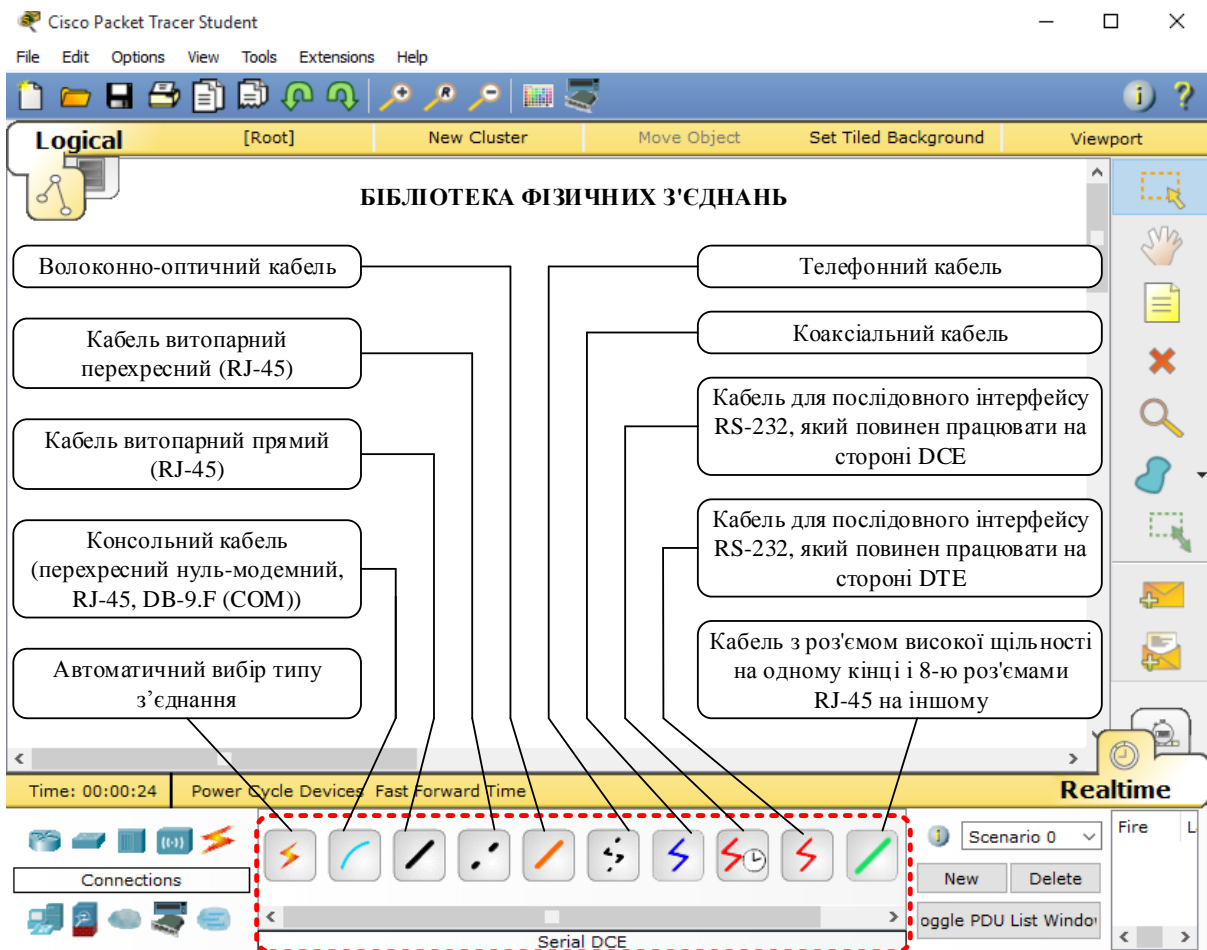 Cisco Packet Tracer Student
File Edit Options View Tools Extensions Help
Logical [Root] New Cluster Move Object Set Tiled Background Viewport
БІБЛІОТЕКА ФІЗИЧНИХ З'ЄДНАНЬ
Волоконно-оптичний кабель
Кабель витопарний
перехресний (RJ-45)
Кабель витопарний прямий
(RJ-45)
Консольний кабель
(перехресний нуль-модемний,
RJ-45, DB-9.F (COM))
Автоматичний вибір типу
з’єднання
Телефонний кабель
Коаксіальний кабель
Кабель для послідовного інтерфейсу
RS-232, який повинен працювати на
стороні DCE
Кабель для послідовного інтерфейсу
RS-232, який повинен працювати на
стороні DTE
Кабель з роз'ємом високої щільності
на одному кінці і 8-ю роз'ємами
RJ-45 на іншому
Time: 00:00:24 Power Cycle Devices Fast Forward Time Realtime
Connections
Serial DCE
Scenario 0
New Delete
oggle PDU List Windo
Fire L